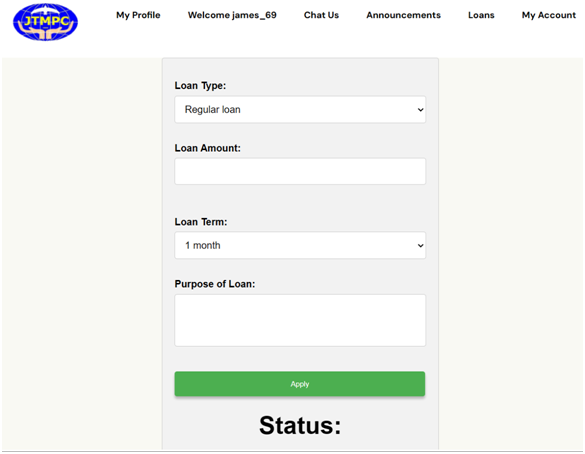 JTMPC
My Profile Welcome james_69 Chat Us Announcements Loans My Account
Loan Type:
Regular loan
Loan Amount:
Loan Term:
1 month
Purpose of Loan:
Apply
Status: